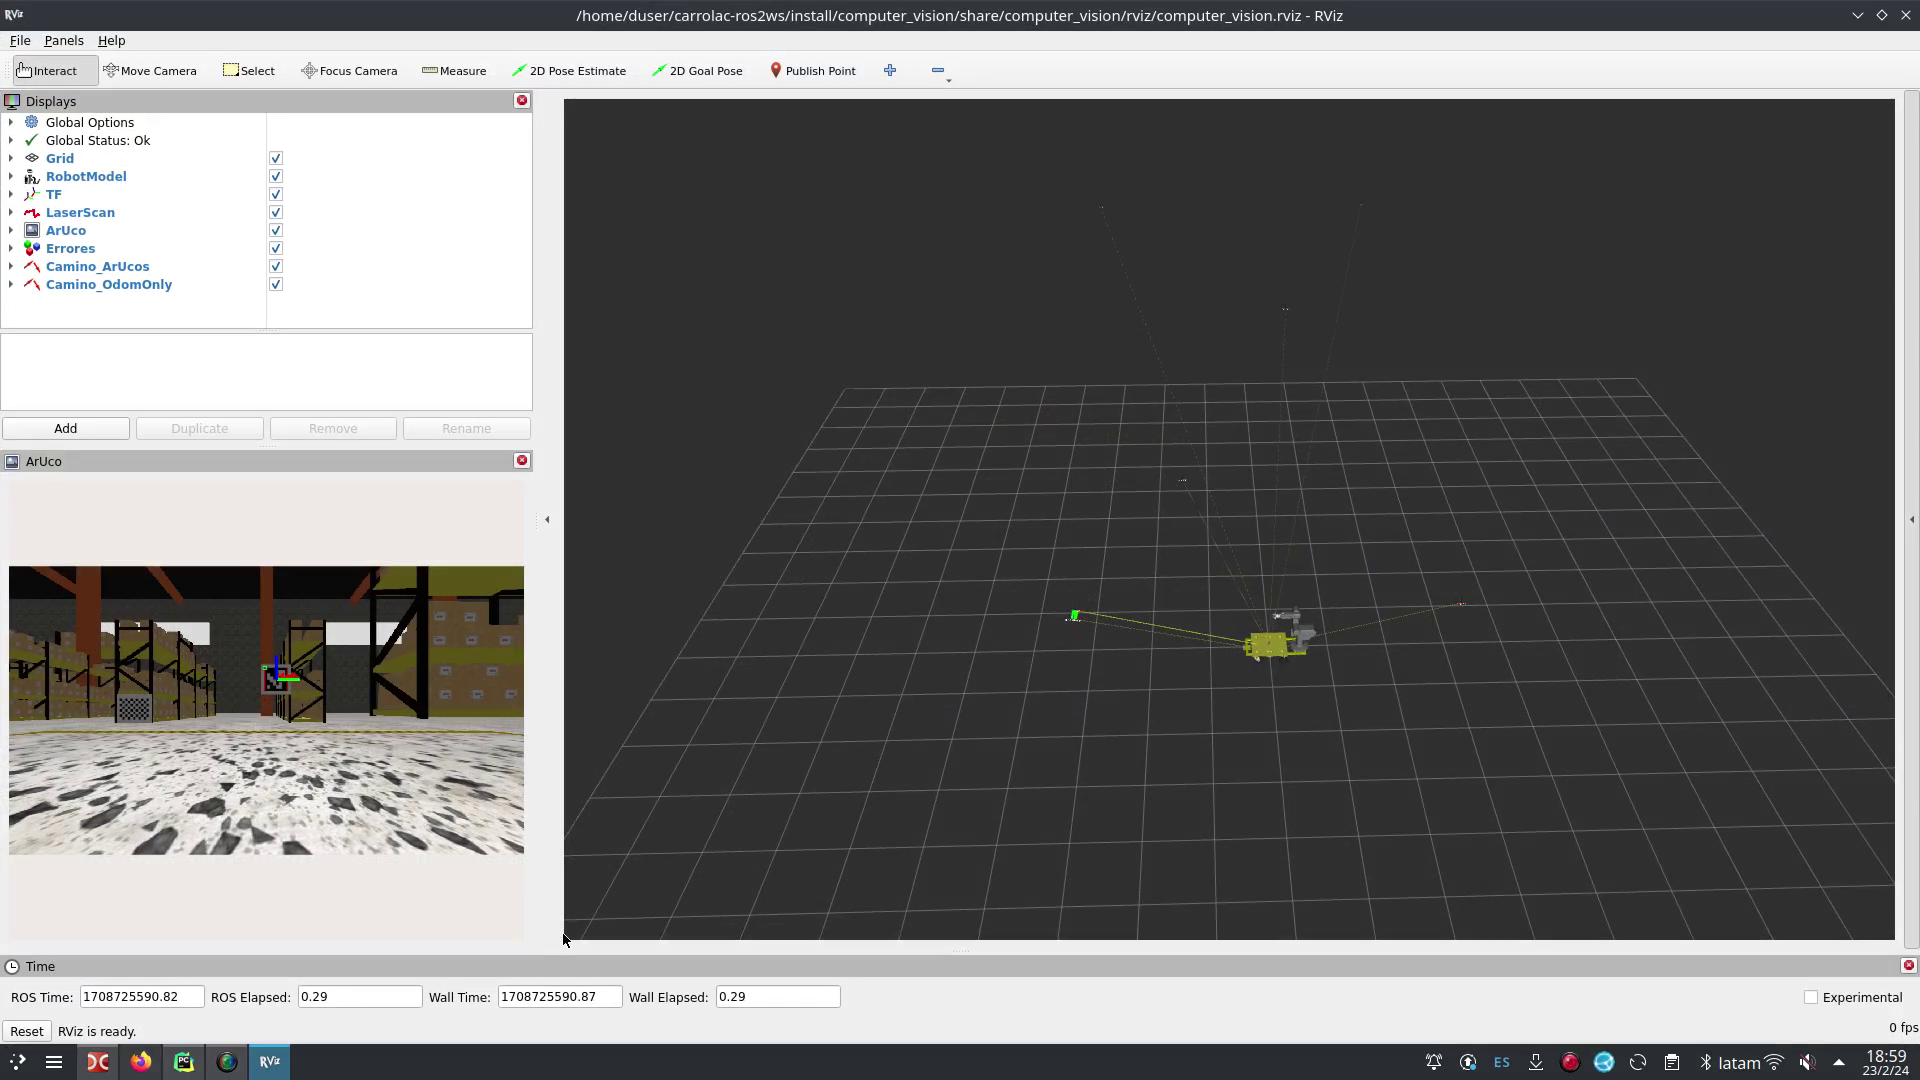 RViz
/home/duser/carrolac-ros2ws/install/computer_vision/share/computer_vision/rviz/computer_vision.rviz - RViz
File Panels Help
Interact Move Camera Select Focus Camera Measure 2D Pose Estimate 2D Goal Pose Publish Point
Displays
Global Options
Global Status: Ok
Grid
RobotModel
TF
LaserScan
ArUco
Errores
Camino_ArUcos
Camino_OdomOnly
Add Duplicate Remove Rename
ArUco
Time
ROS Time: 1708725590.82 ROS Elapsed: 0.29 Wall Time: 1708725590.87 Wall Elapsed: 0.29 Experimental
Reset RViz is ready. 0 fps
PC RViz ES latam 18:59
23/2/24